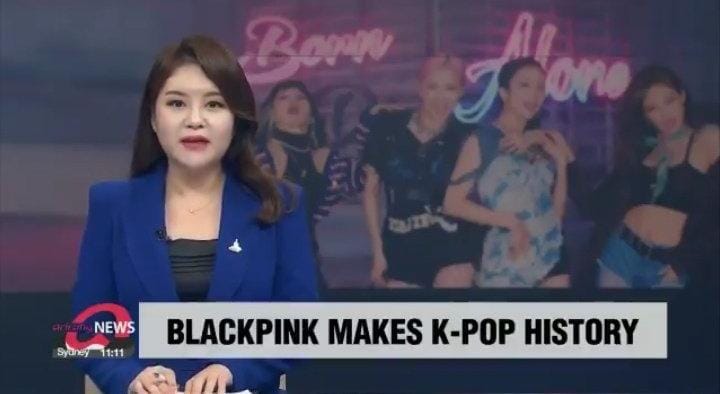 Born Alone
BLACKPINK MAKES K-POP HISTORY
arirang NEWS
Sydney 11:11